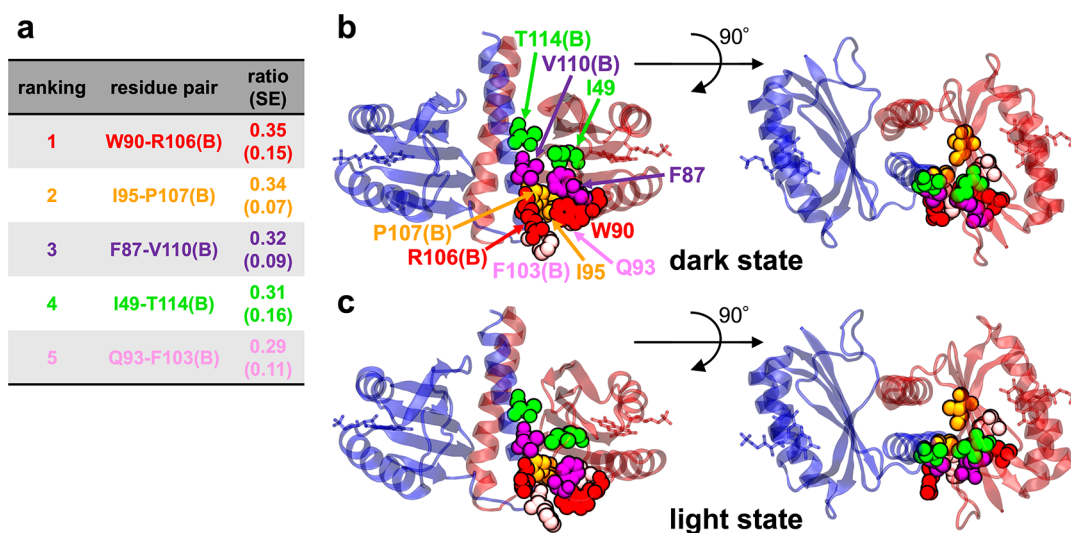 a
ranking residue pair ratio
(SE)
1 W90-R106(B) 0.35
(0.15)
2 I95-P107(B) 0.34
(0.07)
3 F87-V110(B) 0.32
(0.09)
4 I49-T114(B) 0.31
(0.16)
5 Q93-F103(B) 0.29
(0.11)
b
T114(B)
V110(B)
I49
F87
P107(B)
W90
R106(B)
F103(B)
I95
Q93
90°
dark state
c
90°
light state